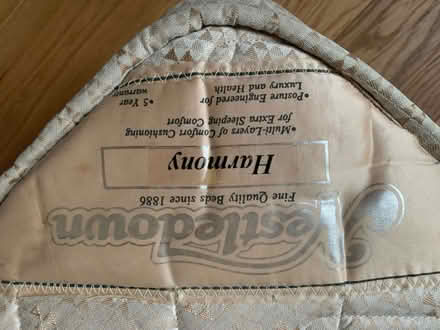 Nestledown
Fine Quality Beds since 1886
Harmony
•Multi-Layers of Comfort Cushioning
for Extra Sleeping Comfort
•Posture Engineered for
Luxury and Health
•5 Year